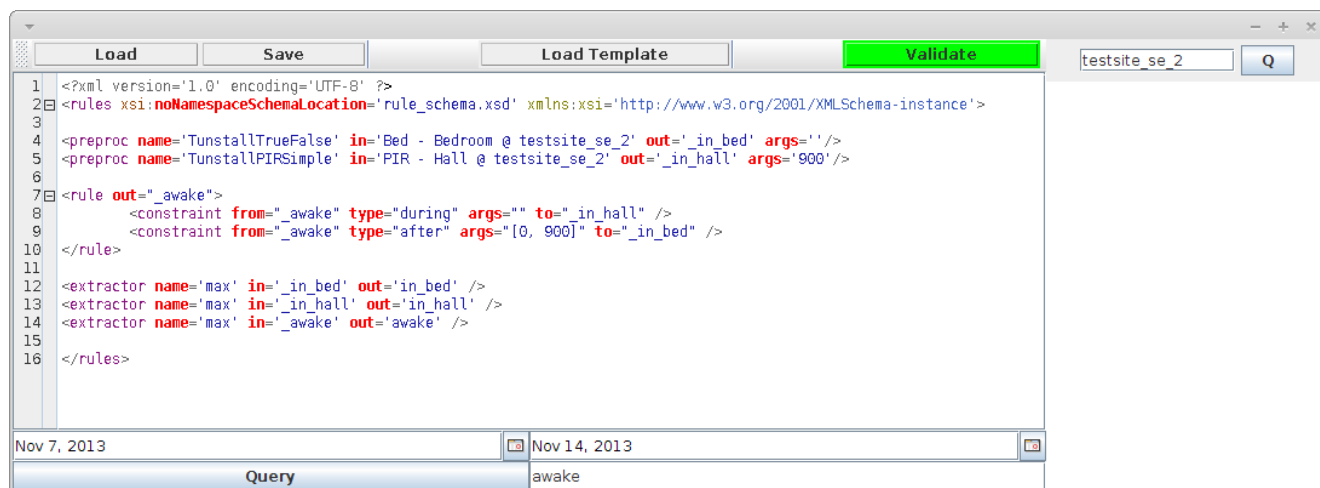 Load Save Load Template Validate testsite_se_2 Q
1 <?xml version='1.0' encoding='UTF-8' ?>
2 <rules xsi:noNamespaceSchemaLocation='rule_schema.xsd' xmlns:xsi='http://www.w3.org/2001/XMLSchema-instance'>
3
4 <preproc name='TunstallTrueFalse' in='Bed - Bedroom @ testsite_se_2' out='_in_bed' args=''/>
5 <preproc name='TunstallPIRSimple' in='PIR - Hall @ testsite_se_2' out='_in_hall' args='900'/>
6
7 <rule out="_awake">
8 <constraint from="_awake" type="during" args="" to="_in_hall" />
9 <constraint from="_awake" type="after" args="[0, 900]" to="_in_bed" />
10 </rule>
11
12 <extractor name='max' in='_in_bed' out='in_bed' />
13 <extractor name='max' in='_in_hall' out='in_hall' />
14 <extractor name='max' in='_awake' out='awake' />
15
16 </rules>
Nov 7, 2013 Nov 14, 2013
Query awake